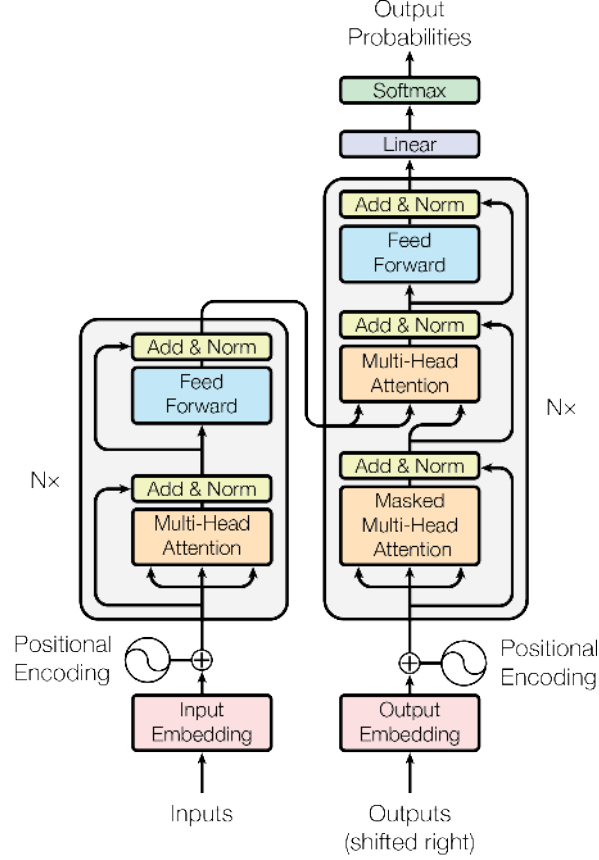 Output
Probabilities
Softmax
Linear
Add & Norm
Feed
Forward
Add & Norm
Multi-Head
Attention
Add & Norm
Masked
Multi-Head
Attention
N×
Add & Norm
Feed
Forward
Add & Norm
Multi-Head
Attention
N×
Positional
Encoding
Positional
Encoding
Input
Embedding
Output
Embedding
Inputs
Outputs
(shifted right)